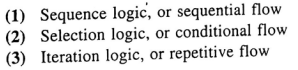 (1) Sequence logic, or sequential flow
(2) Selection logic, or conditional flow
(3) Iteration logic, or repetitive flow